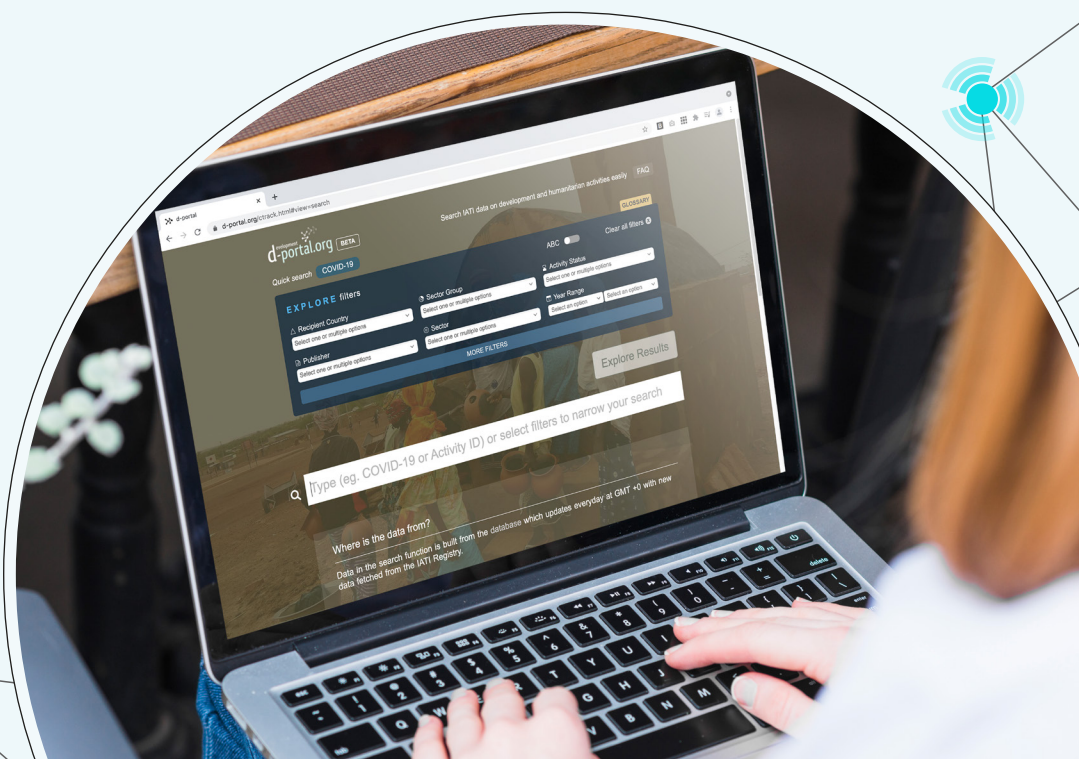 d-portal
d-portal.org/ctrack.html#view=search
Search IATI data on development and humanitarian activities easily
FAQ
d-portal.org
BETA
GLOSSARY
Quick search
COVID-19
ABC
Clear all filters
EXPLORE filters
Recipient Country
Select one or multiple options
Sector Group
Select one or multiple options
Activity Status
Select one or multiple options
Publisher
Select one or multiple options
Sector
Select one or multiple options
Year Range
Select an option
Select an option
MORE FILTERS
Explore Results
Type (eg. COVID-19 or Activity ID) or select filters to narrow your search
Where is the data from?
Data in the search function is built from the database which updates everyday at GMT +0 with new
data fetched from the IATI Registry.
esc
delete
enter